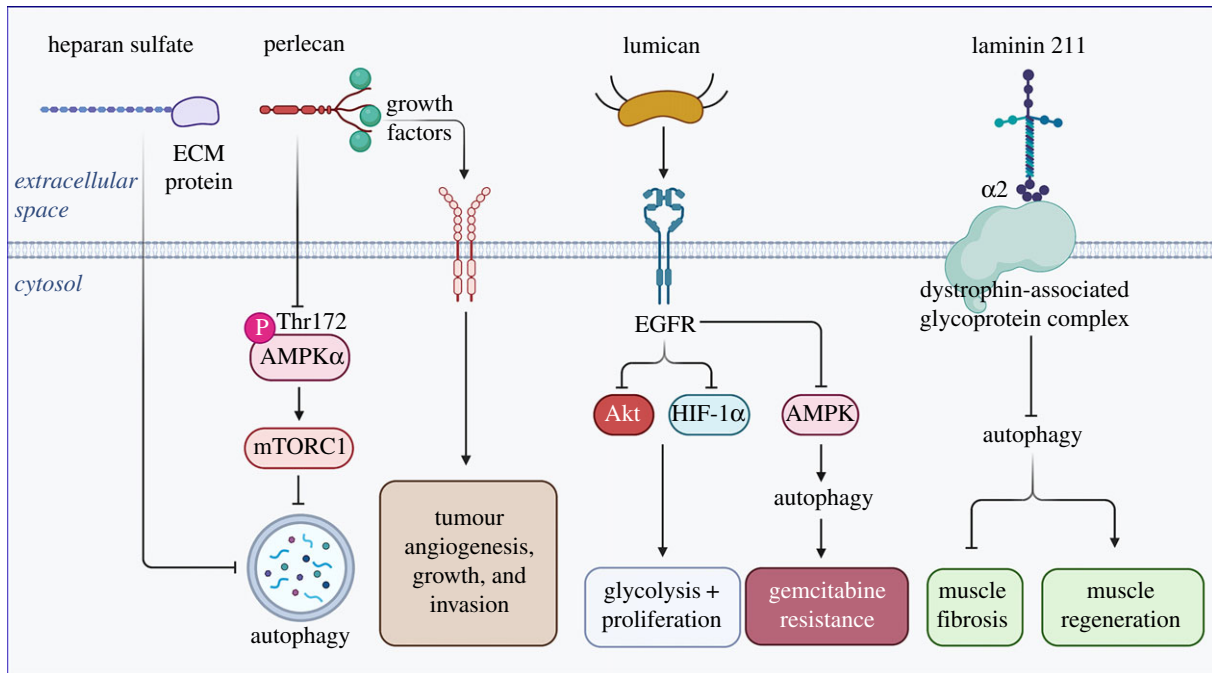 heparan sulfate
perlecan
lumican
laminin 211
growth
factors
ECM
protein
extracellular
space
α2
cytosol
dystrophin-associated
glycoprotein complex
P
Thr172
AMPKα
EGFR
Akt
HIF-1α
AMPK
mTORC1
autophagy
autophagy
tumour
angiogenesis,
growth, and
invasion
glycolysis +
proliferation
gemcitabine
resistance
muscle
fibrosis
muscle
regeneration
autophagy